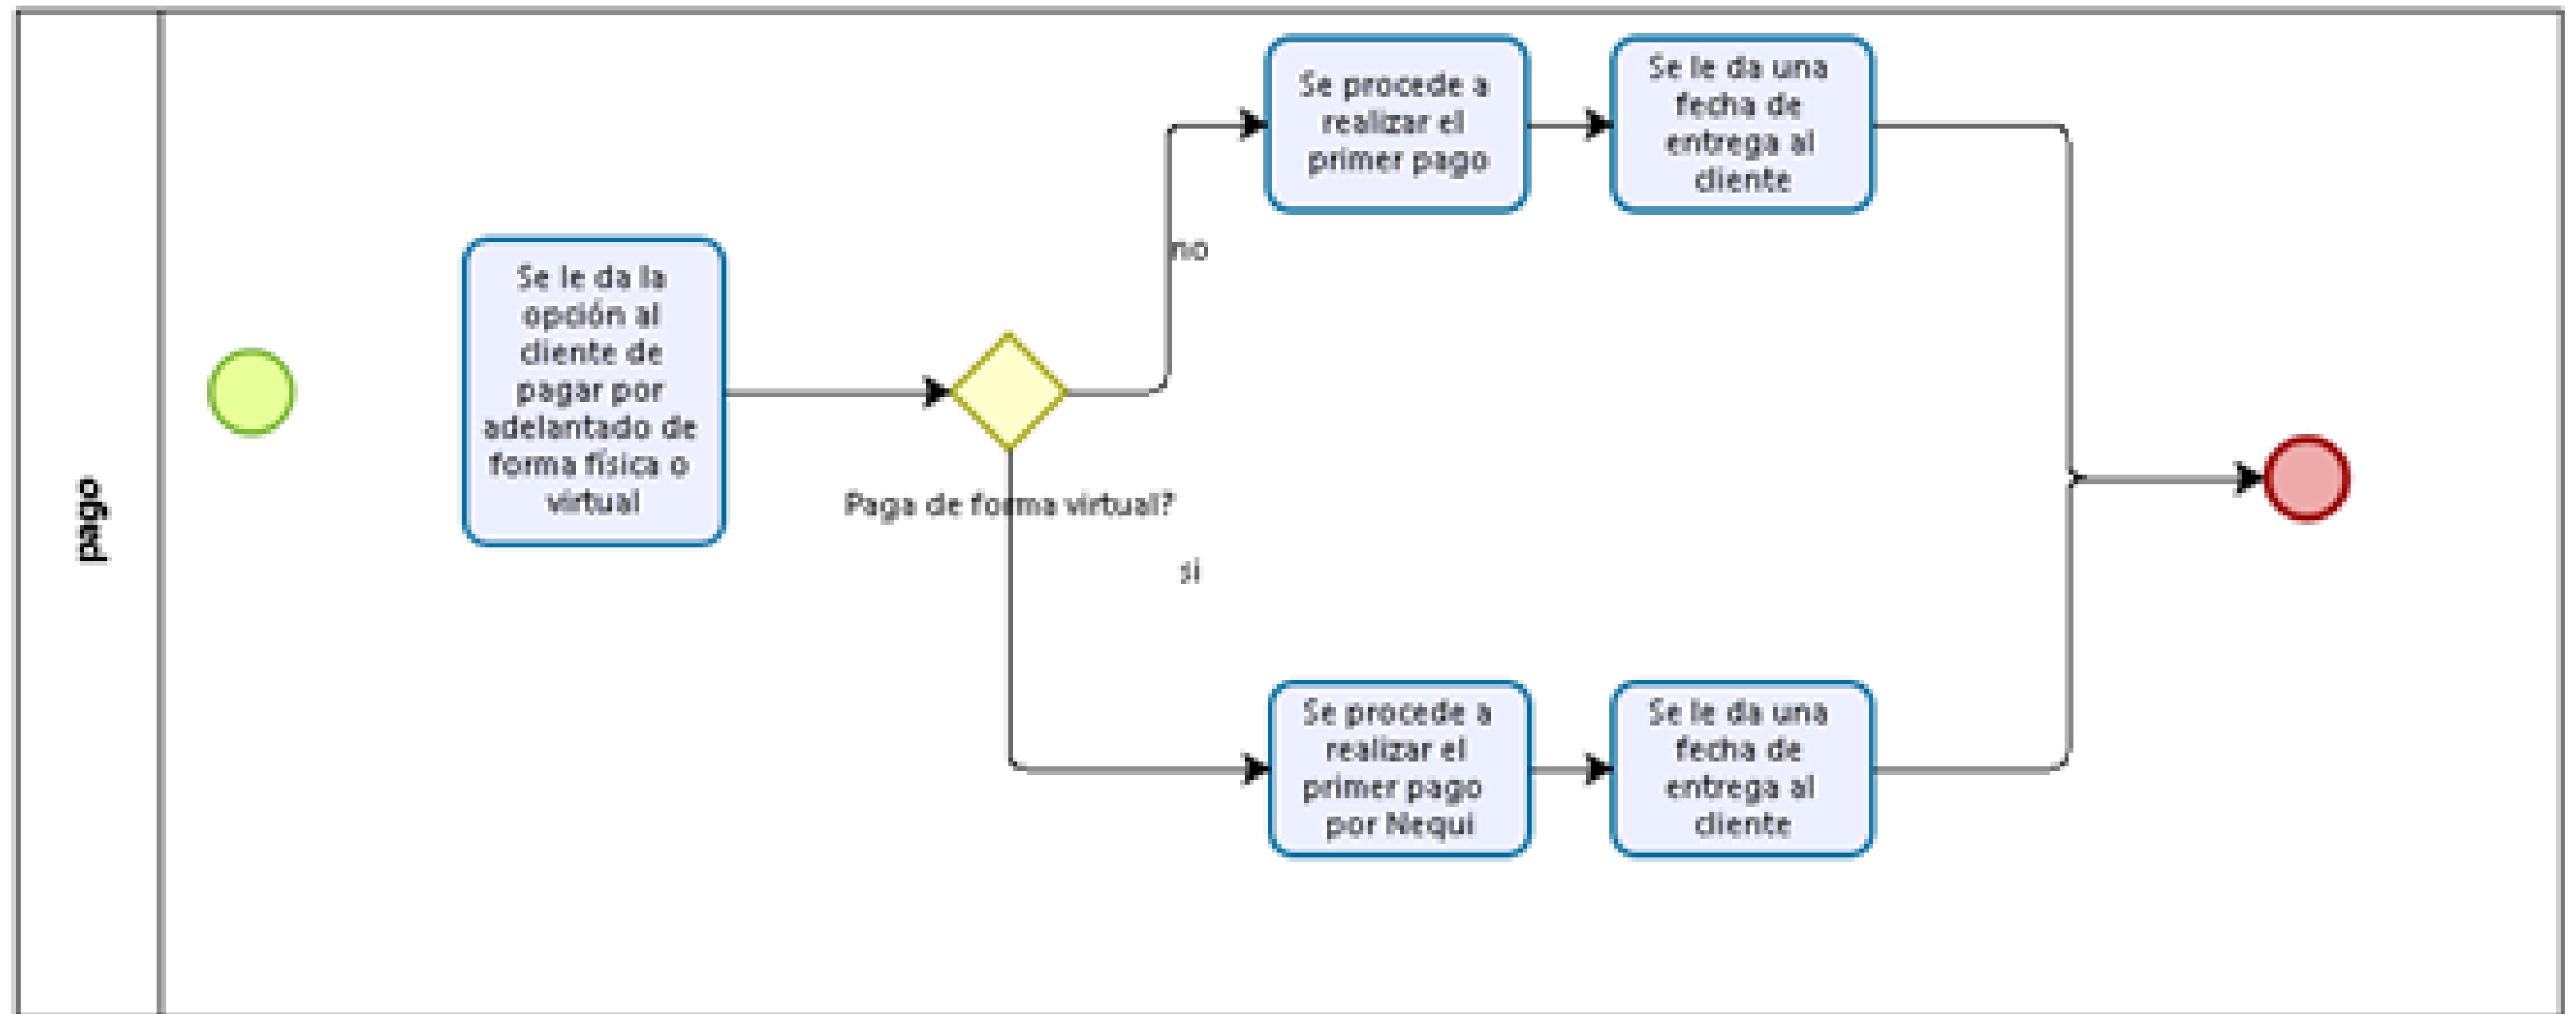 pago
Se le da la
opción al
cliente de
pagar por
adelantado de
forma física o
virtual
Paga de forma virtual?
no
si
Se procede a
realizar el
primer pago
Se le da una
fecha de
entrega al
cliente
Se procede a
realizar el
primer pago
por Nequi
Se le da una
fecha de
entrega al
cliente